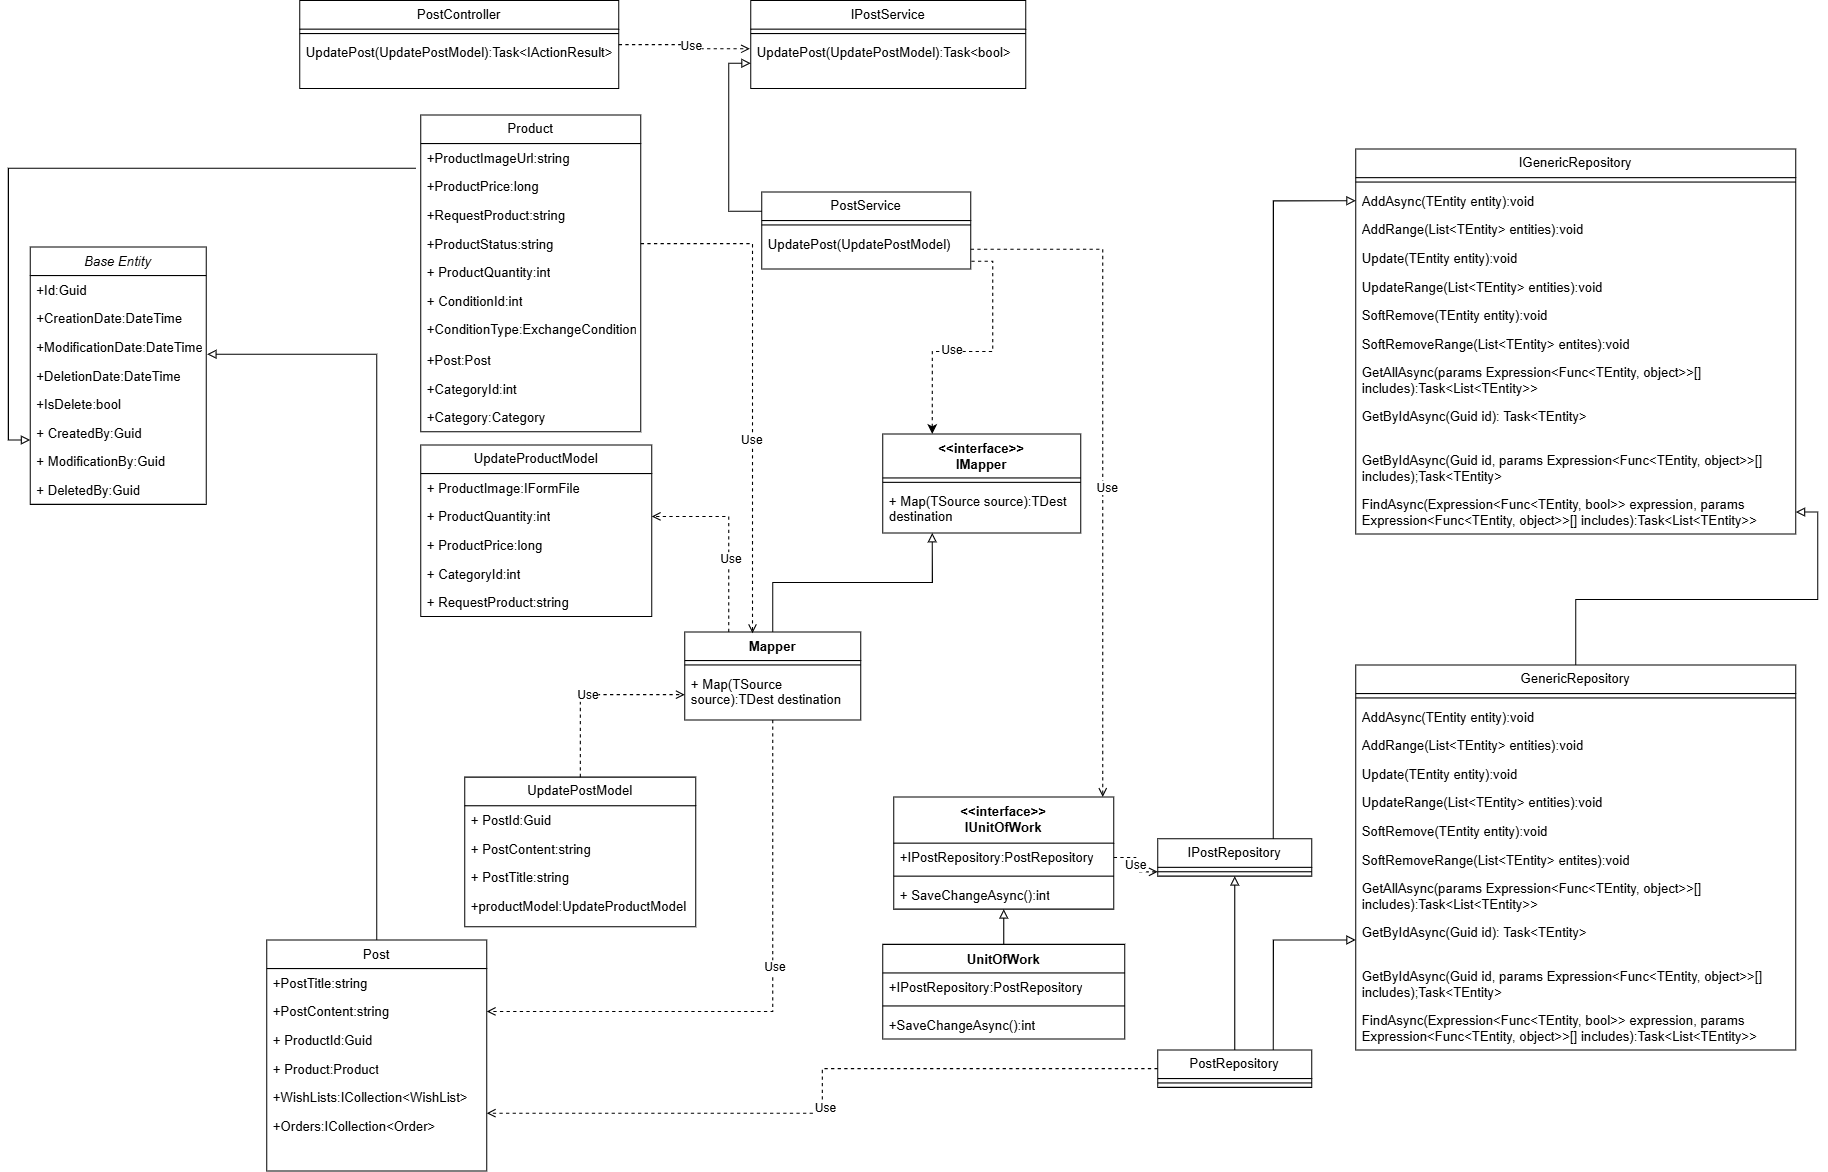 PostController
UpdatePost(UpdatePostModel):Task<IActionResult>
Use
IPostService
UpdatePost(UpdatePostModel):Task<bool>
Product
+ProductImageUrl:string
+ProductPrice:long
+RequestProduct:string
+ProductStatus:string
+ ProductQuantity:int
+ ConditionId:int
+ConditionType:ExchangeCondition
+Post:Post
+CategoryId:int
+Category:Category
PostService
UpdatePost(UpdatePostModel)
IGenericRepository
AddAsync(TEntity entity):void
AddRange(List<TEntity> entities):void
Update(TEntity entity):void
UpdateRange(List<TEntity> entities):void
SoftRemove(TEntity entity):void
SoftRemoveRange(List<TEntity> entites):void
GetAllAsync(params Expression<Func<TEntity, object>>[]
includes):Task<List<TEntity>>
GetByIdAsync(Guid id): Task<TEntity>
GetByIdAsync(Guid id, params Expression<Func<TEntity, object>>[]
includes);Task<TEntity>
FindAsync(Expression<Func<TEntity, bool>> expression, params
Expression<Func<TEntity, object>>[] includes):Task<List<TEntity>>
Base Entity
+Id:Guid
+CreationDate:DateTime
+ModificationDate:DateTime
+DeletionDate:DateTime
+IsDelete:bool
+ CreatedBy:Guid
+ ModificationBy:Guid
+ DeletedBy:Guid
Use
Use
Use
<<interface>>
IMapper
+ Map(TSource source):TDest
destination
UpdateProductModel
+ ProductImage:IFormFile
+ ProductQuantity:int
+ ProductPrice:long
+ CategoryId:int
+ RequestProduct:string
Use
Mapper
+ Map(TSource
source):TDest destination
Use
GenericRepository
AddAsync(TEntity entity):void
AddRange(List<TEntity> entities):void
Update(TEntity entity):void
UpdateRange(List<TEntity> entities):void
SoftRemove(TEntity entity):void
SoftRemoveRange(List<TEntity> entites):void
GetAllAsync(params Expression<Func<TEntity, object>>[]
includes):Task<List<TEntity>>
GetByIdAsync(Guid id): Task<TEntity>
GetByIdAsync(Guid id, params Expression<Func<TEntity, object>>[]
includes);Task<TEntity>
FindAsync(Expression<Func<TEntity, bool>> expression, params
Expression<Func<TEntity, object>>[] includes):Task<List<TEntity>>
UpdatePostModel
+ PostId:Guid
+ PostContent:string
+ PostTitle:string
+productModel:UpdateProductModel
<<interface>>
IUnitOfWork
+IPostRepository:PostRepository
+ SaveChangeAsync():int
Use
IPostRepository
Use
UnitOfWork
+IPostRepository:PostRepository
+SaveChangeAsync():int
Post
+PostTitle:string
+PostContent:string
+ ProductId:Guid
+ Product:Product
+WishLists:ICollection<WishList>
+Orders:ICollection<Order>
PostRepository
Use